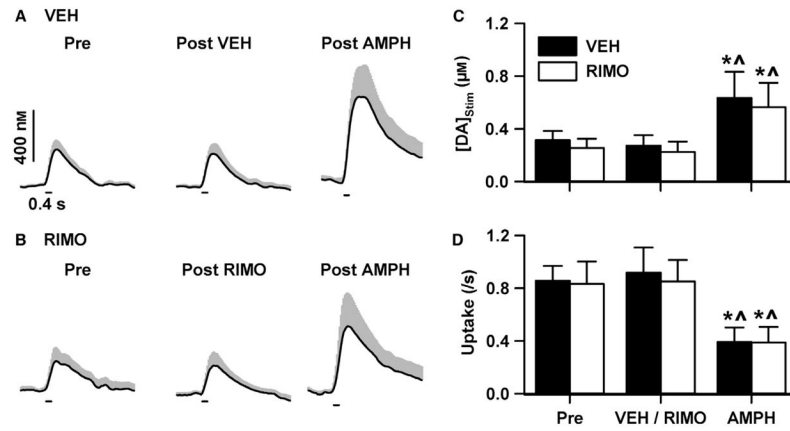 A VEH
Pre
Post VEH
Post AMPH
400 nM
0.4 s
B RIMO
Pre
Post RIMO
Post AMPH
C
VEH
RIMO
[DA]Stim (μM)
1.2
0.8
0.4
0.0
*^ *^
D
Uptake (/s)
1.2
0.8
0.4
0.0
*^ *^
Pre VEH / RIMO AMPH